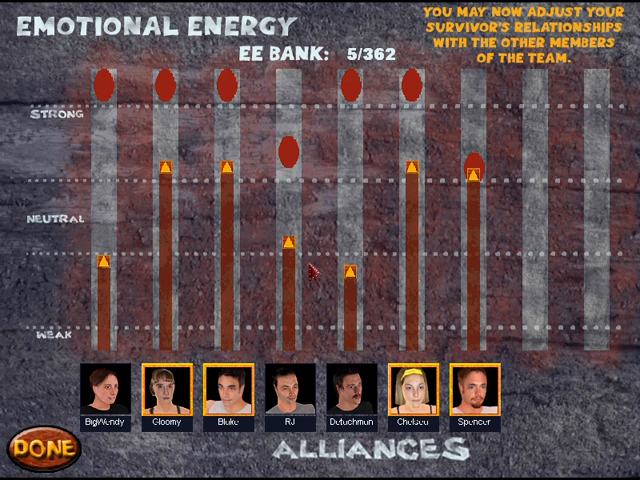 EMOTIONAL ENERGY
YOU MAY NOW ADJUST YOUR
SURVIVOR'S RELATIONSHIPS
WITH THE OTHER MEMBERS
OF THE TEAM.
EE BANK: 5/362
STRONG
NEUTRAL
WEAK
BigWendy Gloomy Blake RJ Detuchmun Chelsea Spencer
DONE
ALLIANCES